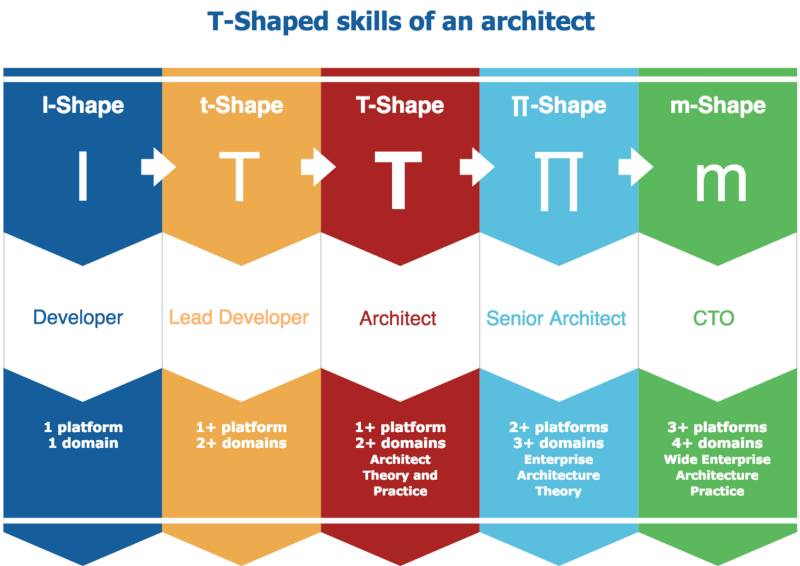 T-Shaped skills of an architect
I-Shape
t-Shape
T-Shape
∏-Shape
m-Shape
I
T
T
∏
m
Developer
Lead Developer
Architect
Senior Architect
CTO
1 platform
1 domain
1+ platform
2+ domains
1+ platform
2+ domains
Architect
Theory and
Practice
2+ platforms
3+ domains
Enterprise
Architecture
Theory
3+ platforms
4+ domains
Wide Enterprise
Architecture
Practice